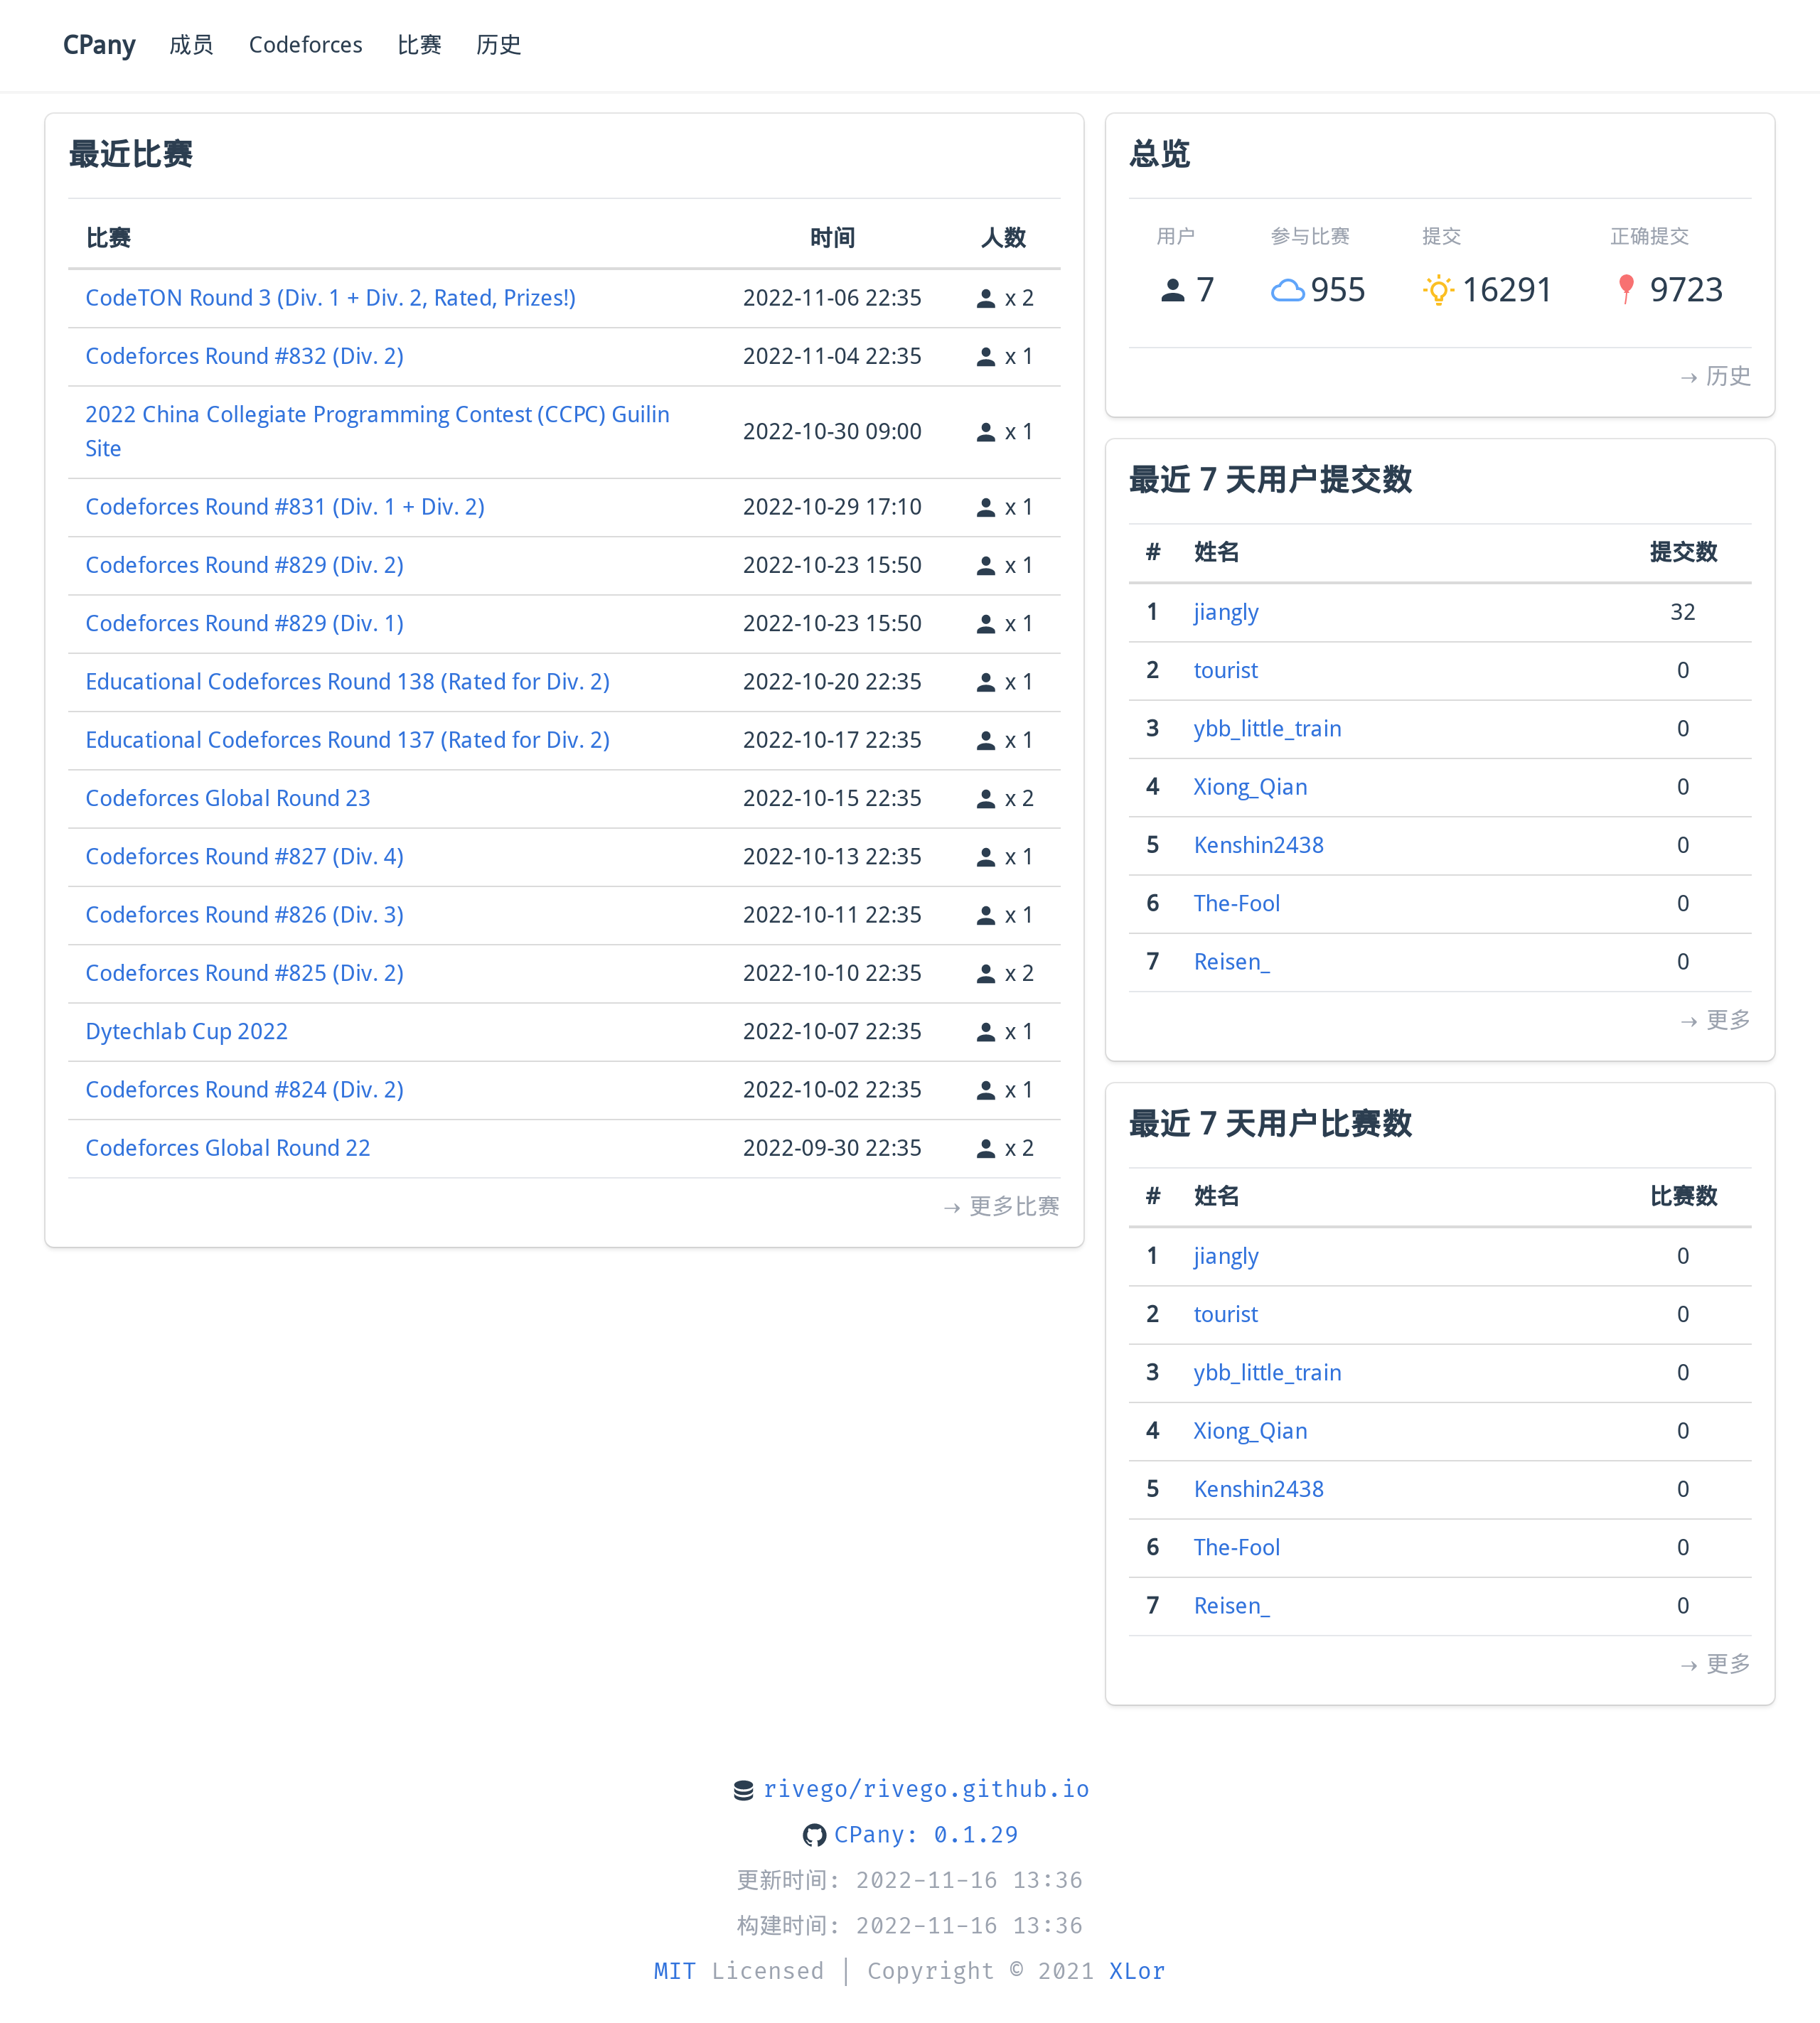 CPany 成员 Codeforces 比赛 历史
最近比赛
比赛 时间 人数
CodeTON Round 3 (Div. 1 + Div. 2, Rated, Prizes!) 2022-11-06 22:35 x 2
Codeforces Round #832 (Div. 2) 2022-11-04 22:35 x 1
2022 China Collegiate Programming Contest (CCPC) Guilin
Site 2022-10-30 09:00 x 1
Codeforces Round #831 (Div. 1 + Div. 2) 2022-10-29 17:10 x 1
Codeforces Round #829 (Div. 2) 2022-10-23 15:50 x 1
Codeforces Round #829 (Div. 1) 2022-10-23 15:50 x 1
Educational Codeforces Round 138 (Rated for Div. 2) 2022-10-20 22:35 x 1
Educational Codeforces Round 137 (Rated for Div. 2) 2022-10-17 22:35 x 1
Codeforces Global Round 23 2022-10-15 22:35 x 2
Codeforces Round #827 (Div. 4) 2022-10-13 22:35 x 1
Codeforces Round #826 (Div. 3) 2022-10-11 22:35 x 1
Codeforces Round #825 (Div. 2) 2022-10-10 22:35 x 2
Dytechlab Cup 2022 2022-10-07 22:35 x 1
Codeforces Round #824 (Div. 2) 2022-10-02 22:35 x 1
Codeforces Global Round 22 2022-09-30 22:35 x 2
→ 更多比赛
总览
用户 参与比赛 提交 正确提交
7 955 16291 9723
→ 历史
最近 7 天用户提交数
# 姓名 提交数
1 jiangly 32
2 tourist 0
3 ybb_little_train 0
4 Xiong_Qian 0
5 Kenshin2438 0
6 The-Fool 0
7 Reisen_ 0
→ 更多
最近 7 天用户比赛数
# 姓名 比赛数
1 jiangly 0
2 tourist 0
3 ybb_little_train 0
4 Xiong_Qian 0
5 Kenshin2438 0
6 The-Fool 0
7 Reisen_ 0
→ 更多
rivego/rivego.github.io
CPany: 0.1.29
更新时间: 2022-11-16 13:36
构建时间: 2022-11-16 13:36
MIT Licensed | Copyright © 2021 XLor